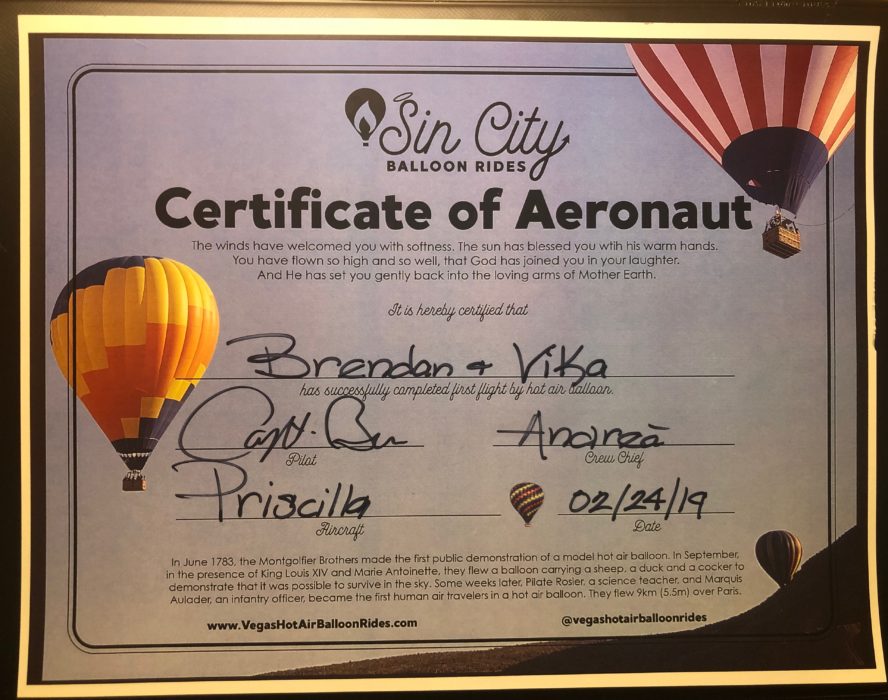 Sin City
BALLOON RIDES
Certificate of Aeronaut
The winds have welcomed you with softness. The sun has blessed you wtih his warm hands.
You have flown so high and so well, that God has joined you in your laughter.
And He has set you gently back into the loving arms of Mother Earth.
It is hereby certified that
Brendan + Vika
has successfully completed first flight by hot air balloon.
Capt. Andrea
Pilot Crew Chief
Priscilla 02/24/19
Aircraft Date
In June 1783, the Montgolfier Brothers made the first public demonstration of a model hot air balloon. In September,
in the presence of King Louis XIV and Marie Antoinette, they flew a balloon carrying a sheep, a duck and a cocker to
demonstrate that it was possible to survive in the sky. Some weeks later, Pilate Rosier, a science teacher, and Marquis
Aulader, an infantry officer, became the first human air travelers in a hot air balloon. They flew 9km (5.5m) over Paris.
www.VegasHotAirBalloonRides.com @vegashotairballoonrides